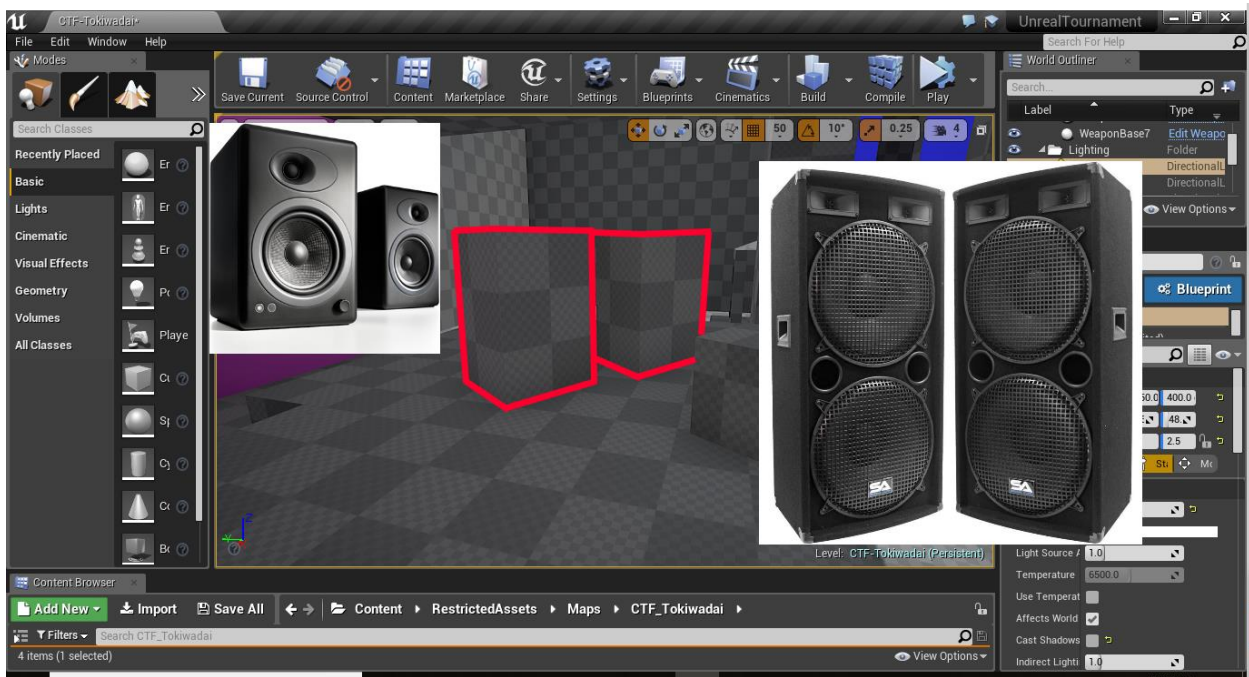 CTF-Tokiwadai*
UnrealTournament
File Edit Window Help
Search For Help
Modes
Save Current Source Control Content Marketplace Share Settings Blueprints Cinematics Build Compile Play
World Outliner
Search...
Label Type
Search Classes
50 10° 0.25 4
WeaponBase7 Edit Weapo
Lighting Folder
DirectionalL
DirectionalL
View Options
Recently Placed
Basic
Lights
Cinematic
Visual Effects
Geometry
Volumes
All Classes
Playe
Blueprint
400.0
48.
2.5
SA SA
Z
Level: CTF-Tokiwadai (Persistent)
Light Source A 1.0
Temperature 6500.0
Use Temperat
Affects World
Cast Shadows
Indirect Lighti 1.0
Content Browser
Add New Import Save All Content RestrictedAssets Maps CTF_Tokiwadai
Filters Search CTF_Tokiwadai
4 items (1 selected) View Options